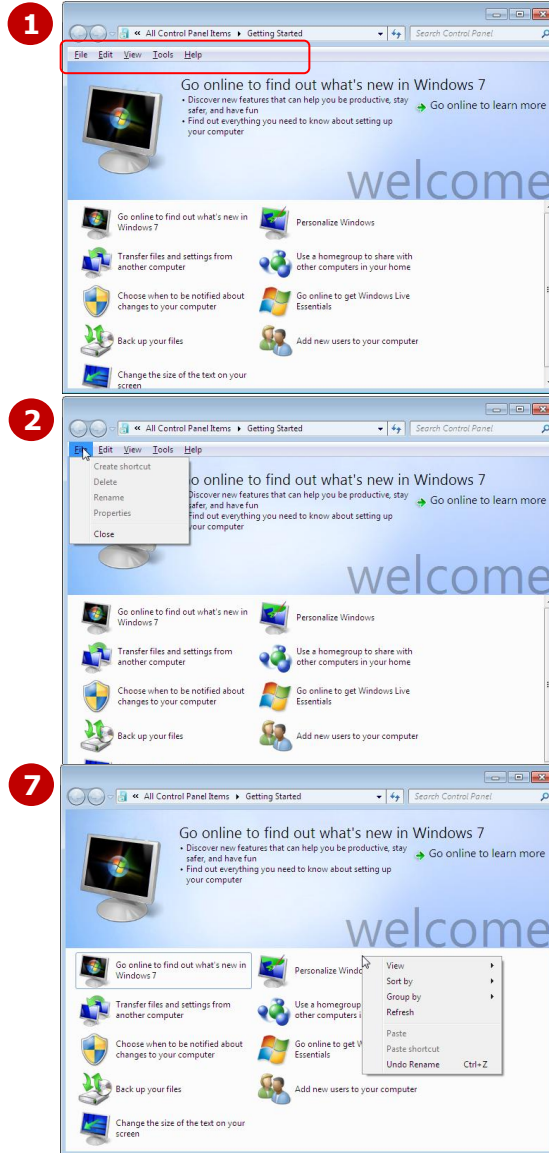 1
« All Control Panel Items ▸ Getting Started
Search Control Panel
File Edit View Tools Help
Go online to find out what's new in Windows 7
• Discover new features that can help you be productive, stay
safer, and have fun
• Find out everything you need to know about setting up
your computer
Go online to learn more
welcome
Go online to find out what's new in
Windows 7
Personalize Windows
Transfer files and settings from
another computer
Use a homegroup to share with
other computers in your home
Choose when to be notified about
changes to your computer
Go online to get Windows Live
Essentials
Back up your files
Add new users to your computer
Change the size of the text on your
screen
2
« All Control Panel Items ▸ Getting Started
Search Control Panel
File Edit View Tools Help
Create shortcut
Delete
Rename
Properties
Close
o online to find out what's new in Windows 7
Discover new features that can help you be productive, stay
safer, and have fun
Find out everything you need to know about setting up
your computer
Go online to learn more
welcome
Go online to find out what's new in
Windows 7
Personalize Windows
Transfer files and settings from
another computer
Use a homegroup to share with
other computers in your home
Choose when to be notified about
changes to your computer
Go online to get Windows Live
Essentials
Back up your files
Add new users to your computer
7
« All Control Panel Items ▸ Getting Started
Search Control Panel
Go online to find out what's new in Windows 7
• Discover new features that can help you be productive, stay
safer, and have fun
• Find out everything you need to know about setting up
your computer
Go online to learn more
welcome
Go online to find out what's new in
Windows 7
Personalize Windo
Transfer files and settings from
another computer
Use a homegroup
other computers i
Choose when to be notified about
changes to your computer
Go online to get W
Essentials
Back up your files
Add new users to your computer
Change the size of the text on your
screen
View
Sort by
Group by
Refresh
Paste
Paste shortcut
Undo Rename Ctrl+Z